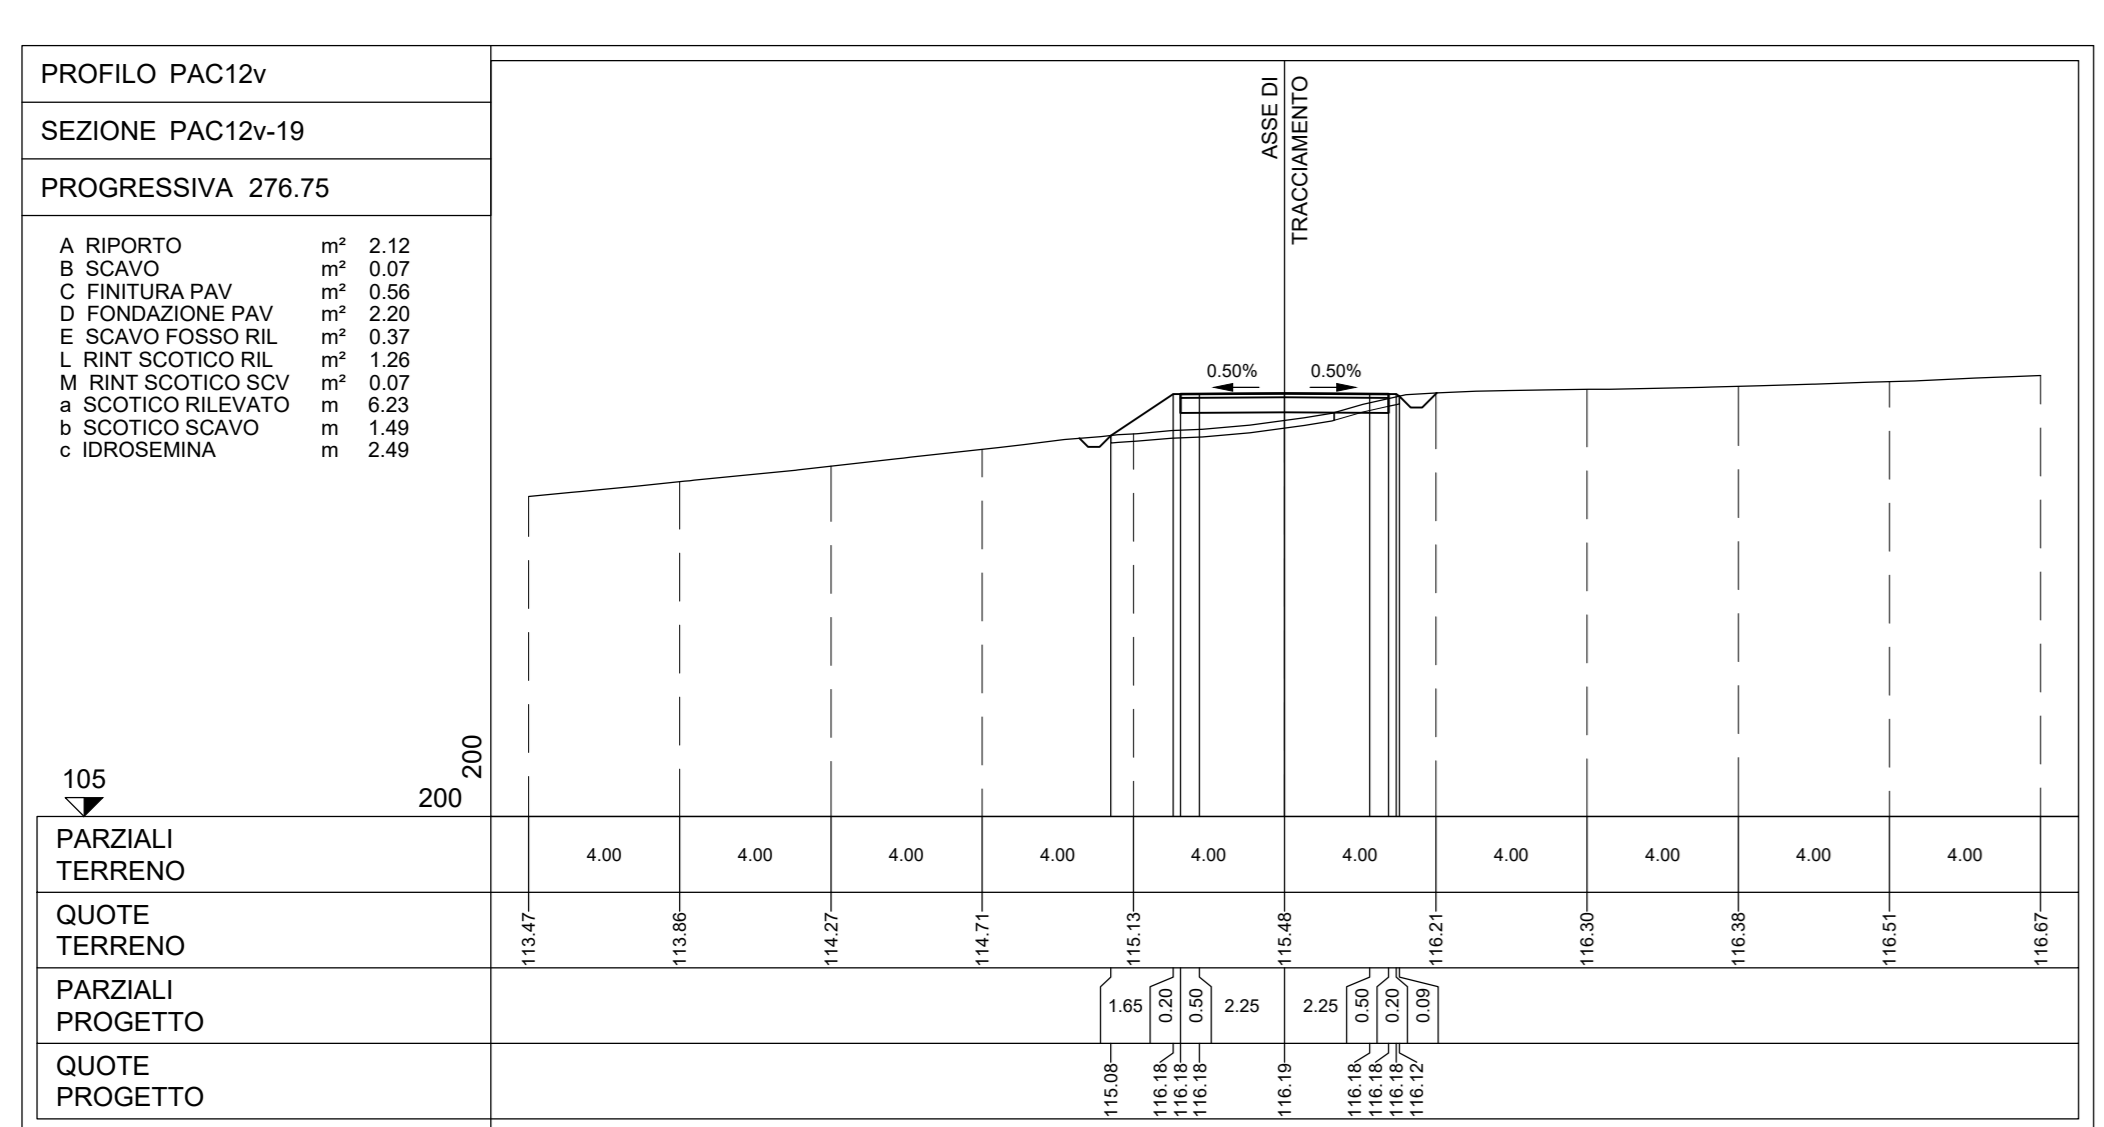 PROFILO PAC12v
SEZIONE PAC12v-19
PROGRESSIVA 276.75
A RIPORTO m² 2.12
B SCAVO m² 0.07
C FINITURA PAV m² 0.56
D FONDAZIONE PAV m² 2.20
E SCAVO FOSSO RIL m² 0.37
L RINT SCOTICO RIL m² 1.26
M RINT SCOTICO SCV m² 0.07
a SCOTICO RILEVATO m 6.23
b SCOTICO SCAVO m 1.49
c IDROSEMINA m 2.49
ASSE DI
TRACCIAMENTO
0.50% 0.50%
105
200
200
PARZIALI
TERRENO
4.00 4.00 4.00 4.00 4.00 4.00 4.00 4.00 4.00 4.00
QUOTE
TERRENO
113.47 113.86 114.27 114.71 115.13 115.48 116.21 116.30 116.38 116.51 116.67
PARZIALI
PROGETTO
1.65 0.20 0.50 2.25 2.25 0.50 0.20 0.09
QUOTE
PROGETTO
115.08 116.18 116.18 116.18 116.19 116.18 116.18 116.18 116.12